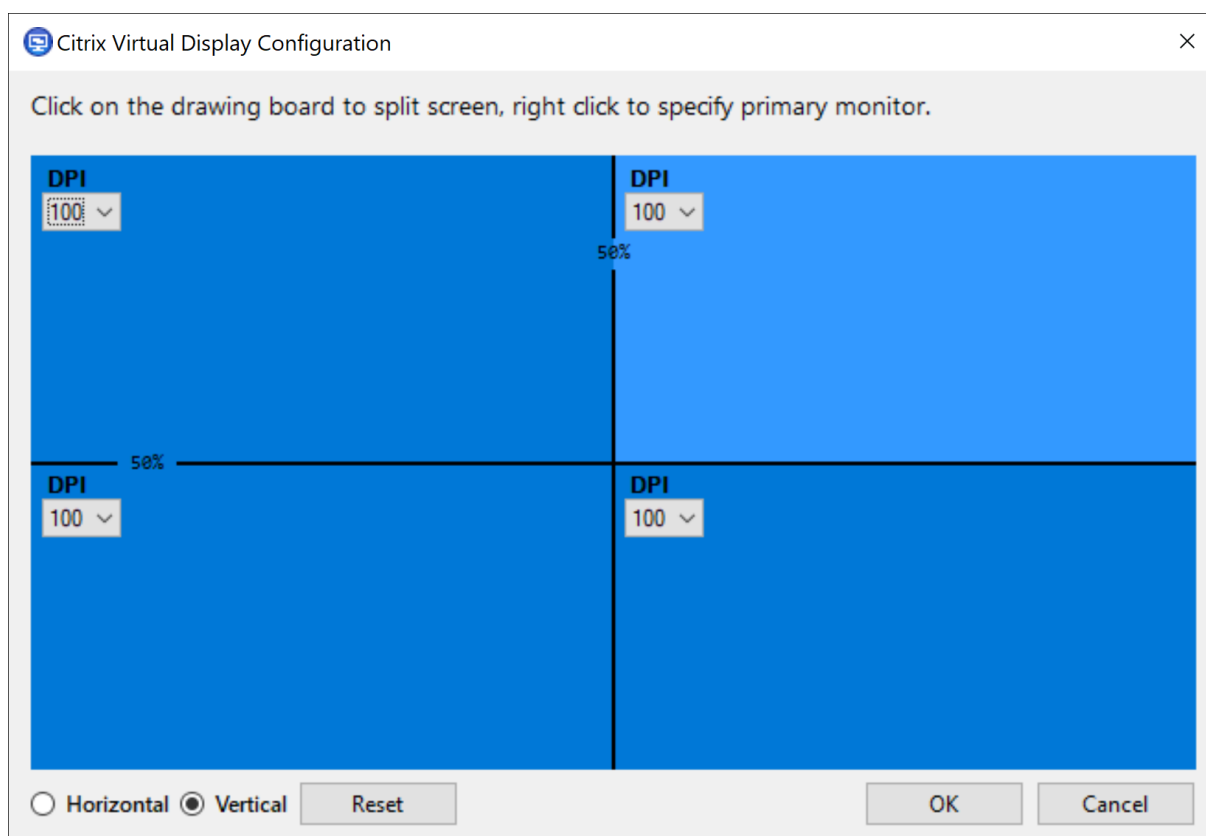 Citrix Virtual Display Configuration
Click on the drawing board to split screen, right click to specify primary monitor.
DPI
100
DPI
100
50%
50%
DPI
100
DPI
100
Horizontal Vertical Reset OK Cancel